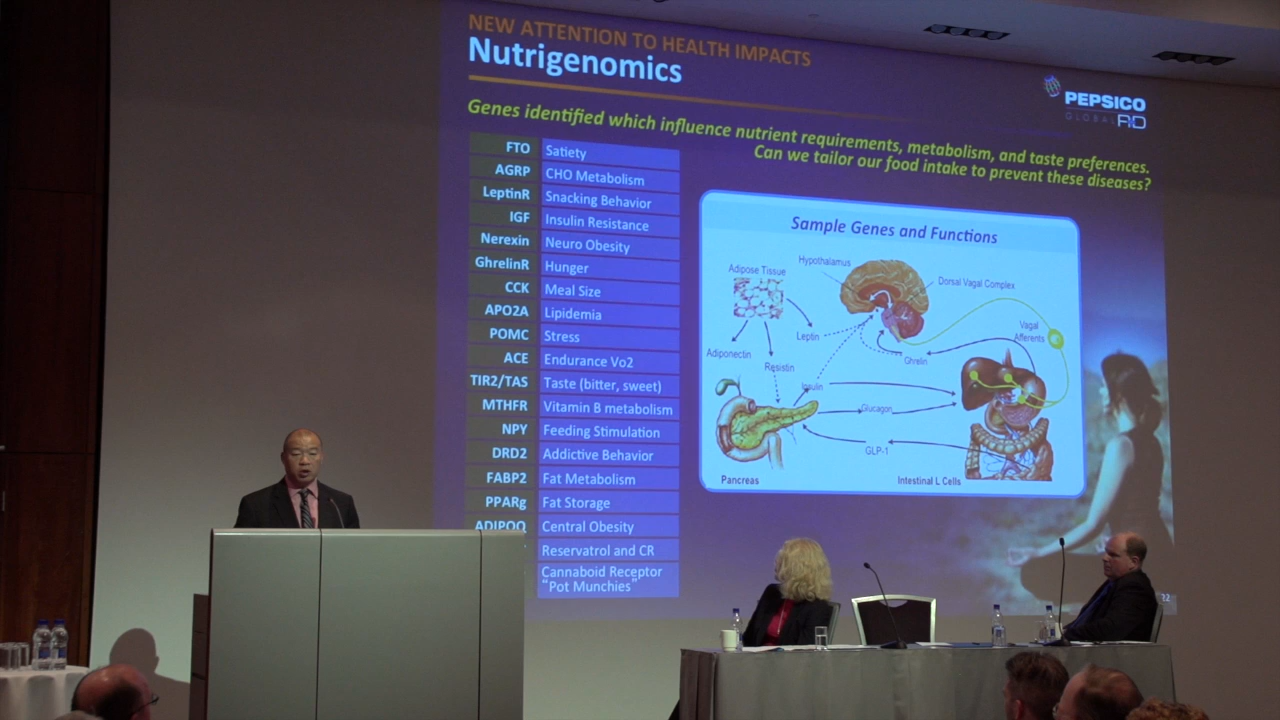 NEW ATTENTION TO HEALTH IMPACTS
Nutrigenomics
PEPSICO
GLOBAL R&D
Genes identified which influence nutrient requirements, metabolism, and taste preferences.
Can we tailor our food intake to prevent these diseases?
FTO Satiety
AGRP CHO Metabolism
LeptinR Snacking Behavior
IGF Insulin Resistance
Nerexin Neuro Obesity
GhrelinR Hunger
CCK Meal Size
APO2A Lipidemia
POMC Stress
ACE Endurance Vo2
TIR2/TAS Taste (bitter, sweet)
MTHFR Vitamin B metabolism
NPY Feeding Stimulation
DRD2 Addictive Behavior
FABP2 Fat Metabolism
PPARg Fat Storage
ADIPOQ Central Obesity
Reservatrol and CR
Cannaboid Receptor
"Pot Munchies"
Sample Genes and Functions
Hypothalamus
Adipose Tissue
Dorsal Vagal Complex
Vagal
Afferents
Leptin
Adiponectin
Ghrelin
Resistin
Insulin
Glucagon
GLP-1
Pancreas
Intestinal L Cells
22